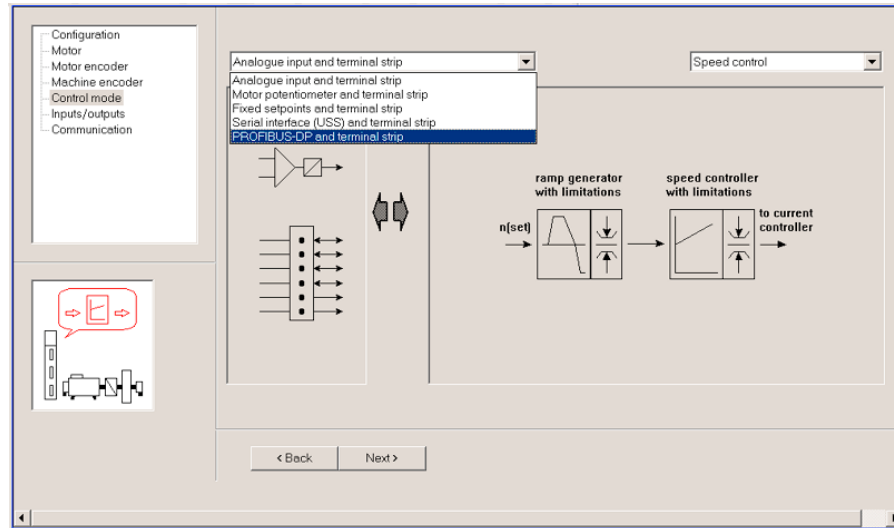 Configuration
Motor
Motor encoder
Machine encoder
Control mode
Inputs/outputs
Communication
Analogue input and terminal strip
Speed control
Analogue input and terminal strip
Motor potentiometer and terminal strip
Fixed setpoints and terminal strip
Serial interface (USS) and terminal strip
PROFIBUS-DP and terminal strip
ramp generator
with limitations
speed controller
with limitations
n(set)
to current
controller
< Back
Next >